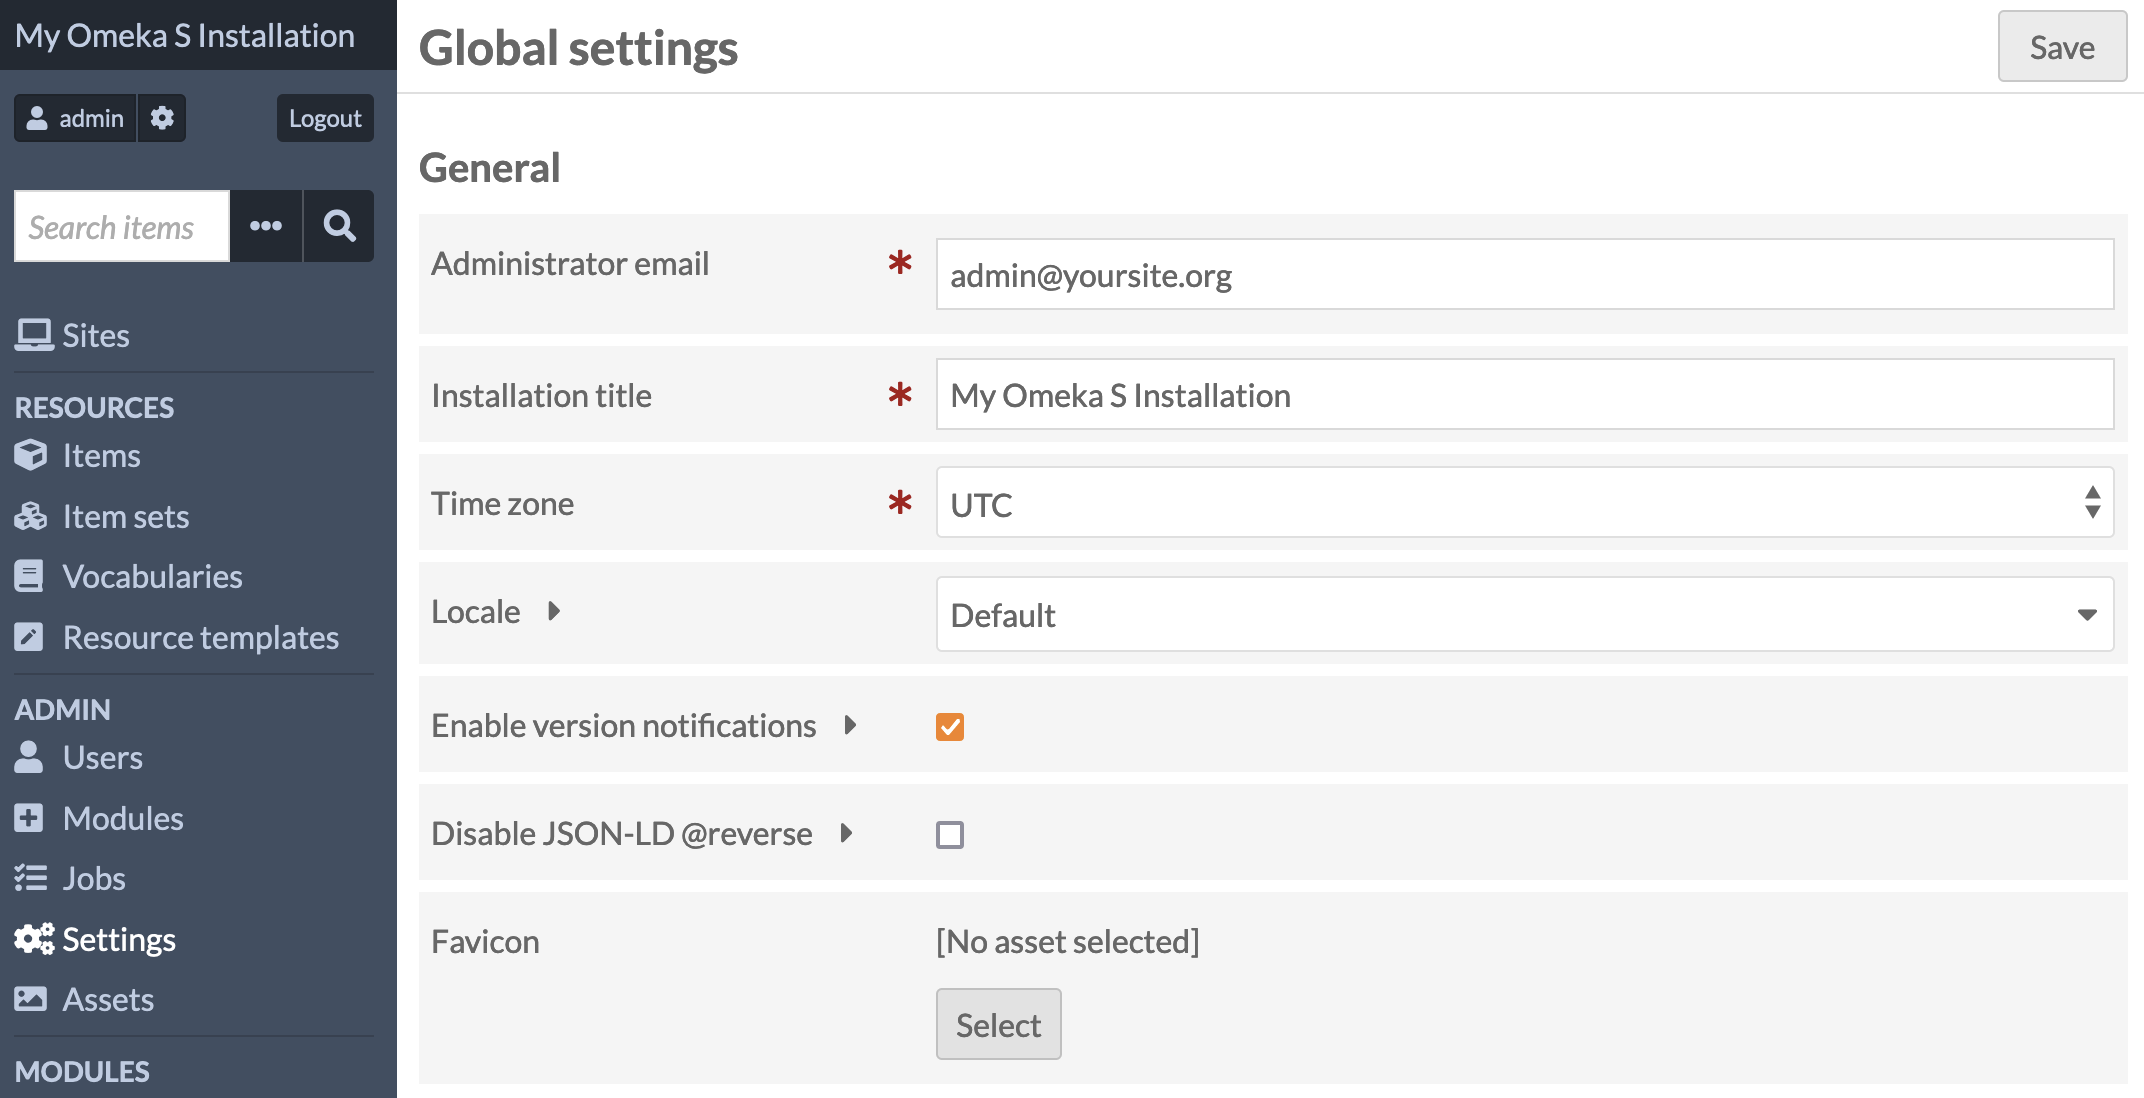 My Omeka S Installation
admin
Logout
Search items
Sites
RESOURCES
Items
Item sets
Vocabularies
Resource templates
ADMIN
Users
Modules
Jobs
Settings
Assets
MODULES
Global settings
Save
General
Administrator email * admin@yoursite.org
Installation title * My Omeka S Installation
Time zone * UTC
Locale Default
Enable version notifications
Disable JSON-LD @reverse
Favicon [No asset selected]
Select